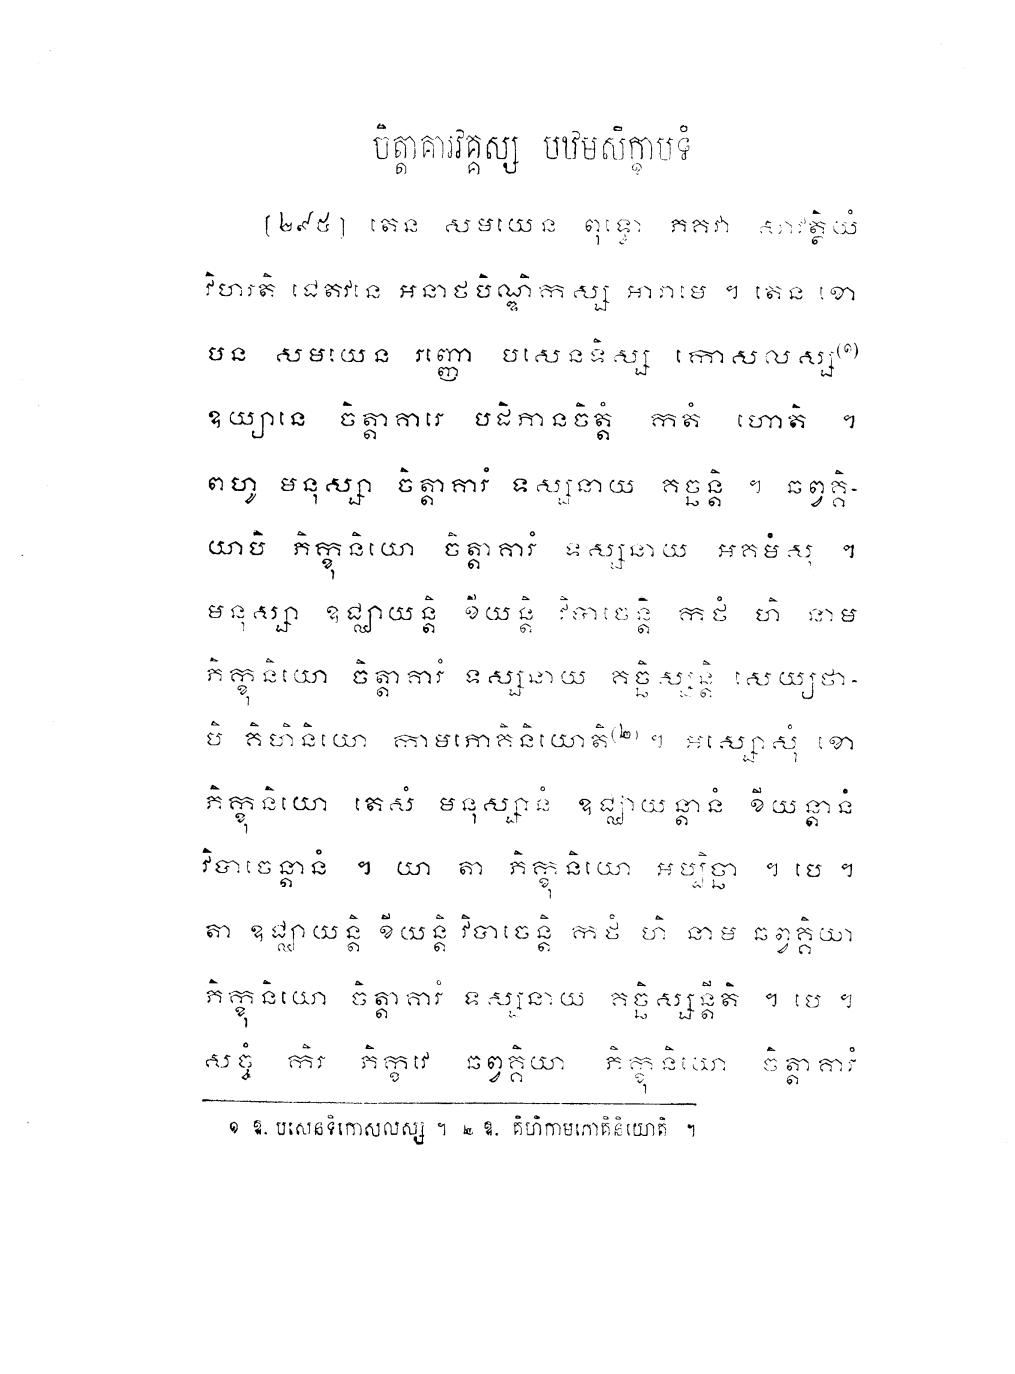 ចិត្តាគារវគ្គស្ស បឋមសិក្ខាបទំ
[២៩៥] តេន សមយេន ពុទ្ធោ ភគវា សាវត្ថិយំ
វិហរតិ ជេតវនេ អនាថបិណ្ឌិកស្ស អារាមេ ។ តេន ខោ
បន សមយេន រញ្ញោ បសេនទិស្ស កោសលស្ស(១)
ឧយ្យានេ ចិត្តាគារេ បដិភានចិត្តំ កតំ ហោតិ ។
ពហូ មនុស្សា ចិត្តាគារំ ទស្សនាយ គច្ឆន្តិ ។ ឆព្វគ្គិ-
យាបិ ភិក្ខុនិយោ ចិត្តាគារំ ទស្សនាយ អគមំសុ ។
មនុស្សា ឧជ្ឈាយន្តិ ខីយន្តិ វិបាចេន្តិ កថំ ហិ នាម
ភិក្ខុនិយោ ចិត្តាគារំ ទស្សនាយ គច្ឆិស្សន្តិ សេយ្យថា-
បិ គិហិនិយោ កាមភោគិនិយោតិ(២) ។ អស្សោសុំ ខោ
ភិក្ខុនិយោ តេសំ មនុស្សានំ ឧជ្ឈាយន្តានំ ខីយន្តានំ
វិបាចេន្តានំ ។ យា តា ភិក្ខុនិយោ អប្បិច្ឆា ។ បេ ។
តា ឧជ្ឈាយន្តិ ខីយន្តិ វិបាចេន្តិ កថំ ហិ នាម ឆព្វគ្គិយា
ភិក្ខុនិយោ ចិត្តាគារំ ទស្សនាយ គច្ឆិស្សន្តីតិ ។ បេ ។
សច្ចំ កិរ ភិក្ខវេ ឆព្វគ្គិយា ភិក្ខុនិយោ ចិត្តាគារំ
១ ឱ. បសេនទិកោសលស្ស ។ ២ ឱ. គិហិកាមភោគិនិយោតិ ។